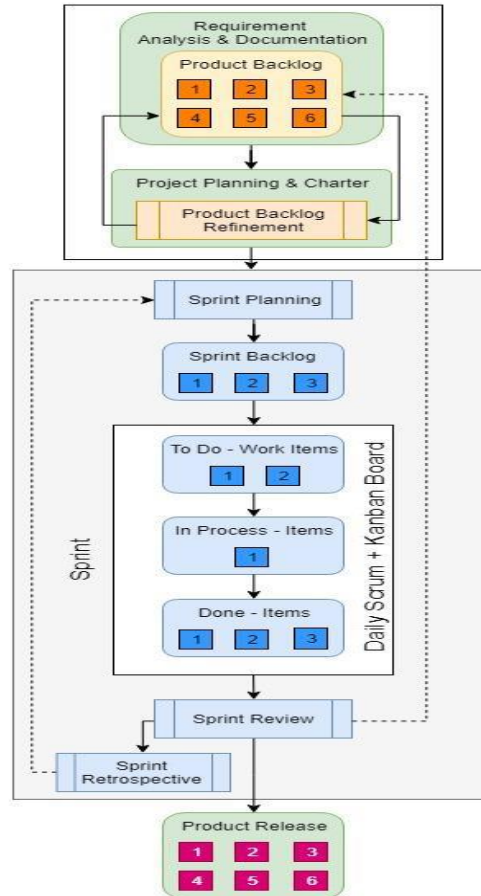 Requirement
Analysis & Documentation
Product Backlog
1 2 3
4 5 6
Project Planning & Charter
Product Backlog
Refinement
Sprint Planning
Sprint Backlog
1 2 3
Sprint
Daily Scrum + Kanban Board
To Do - Work Items
1 2
In Process - Items
1
Done - Items
1 2 3
Sprint Review
Sprint
Retrospective
Product Release
1 2 3
4 5 6